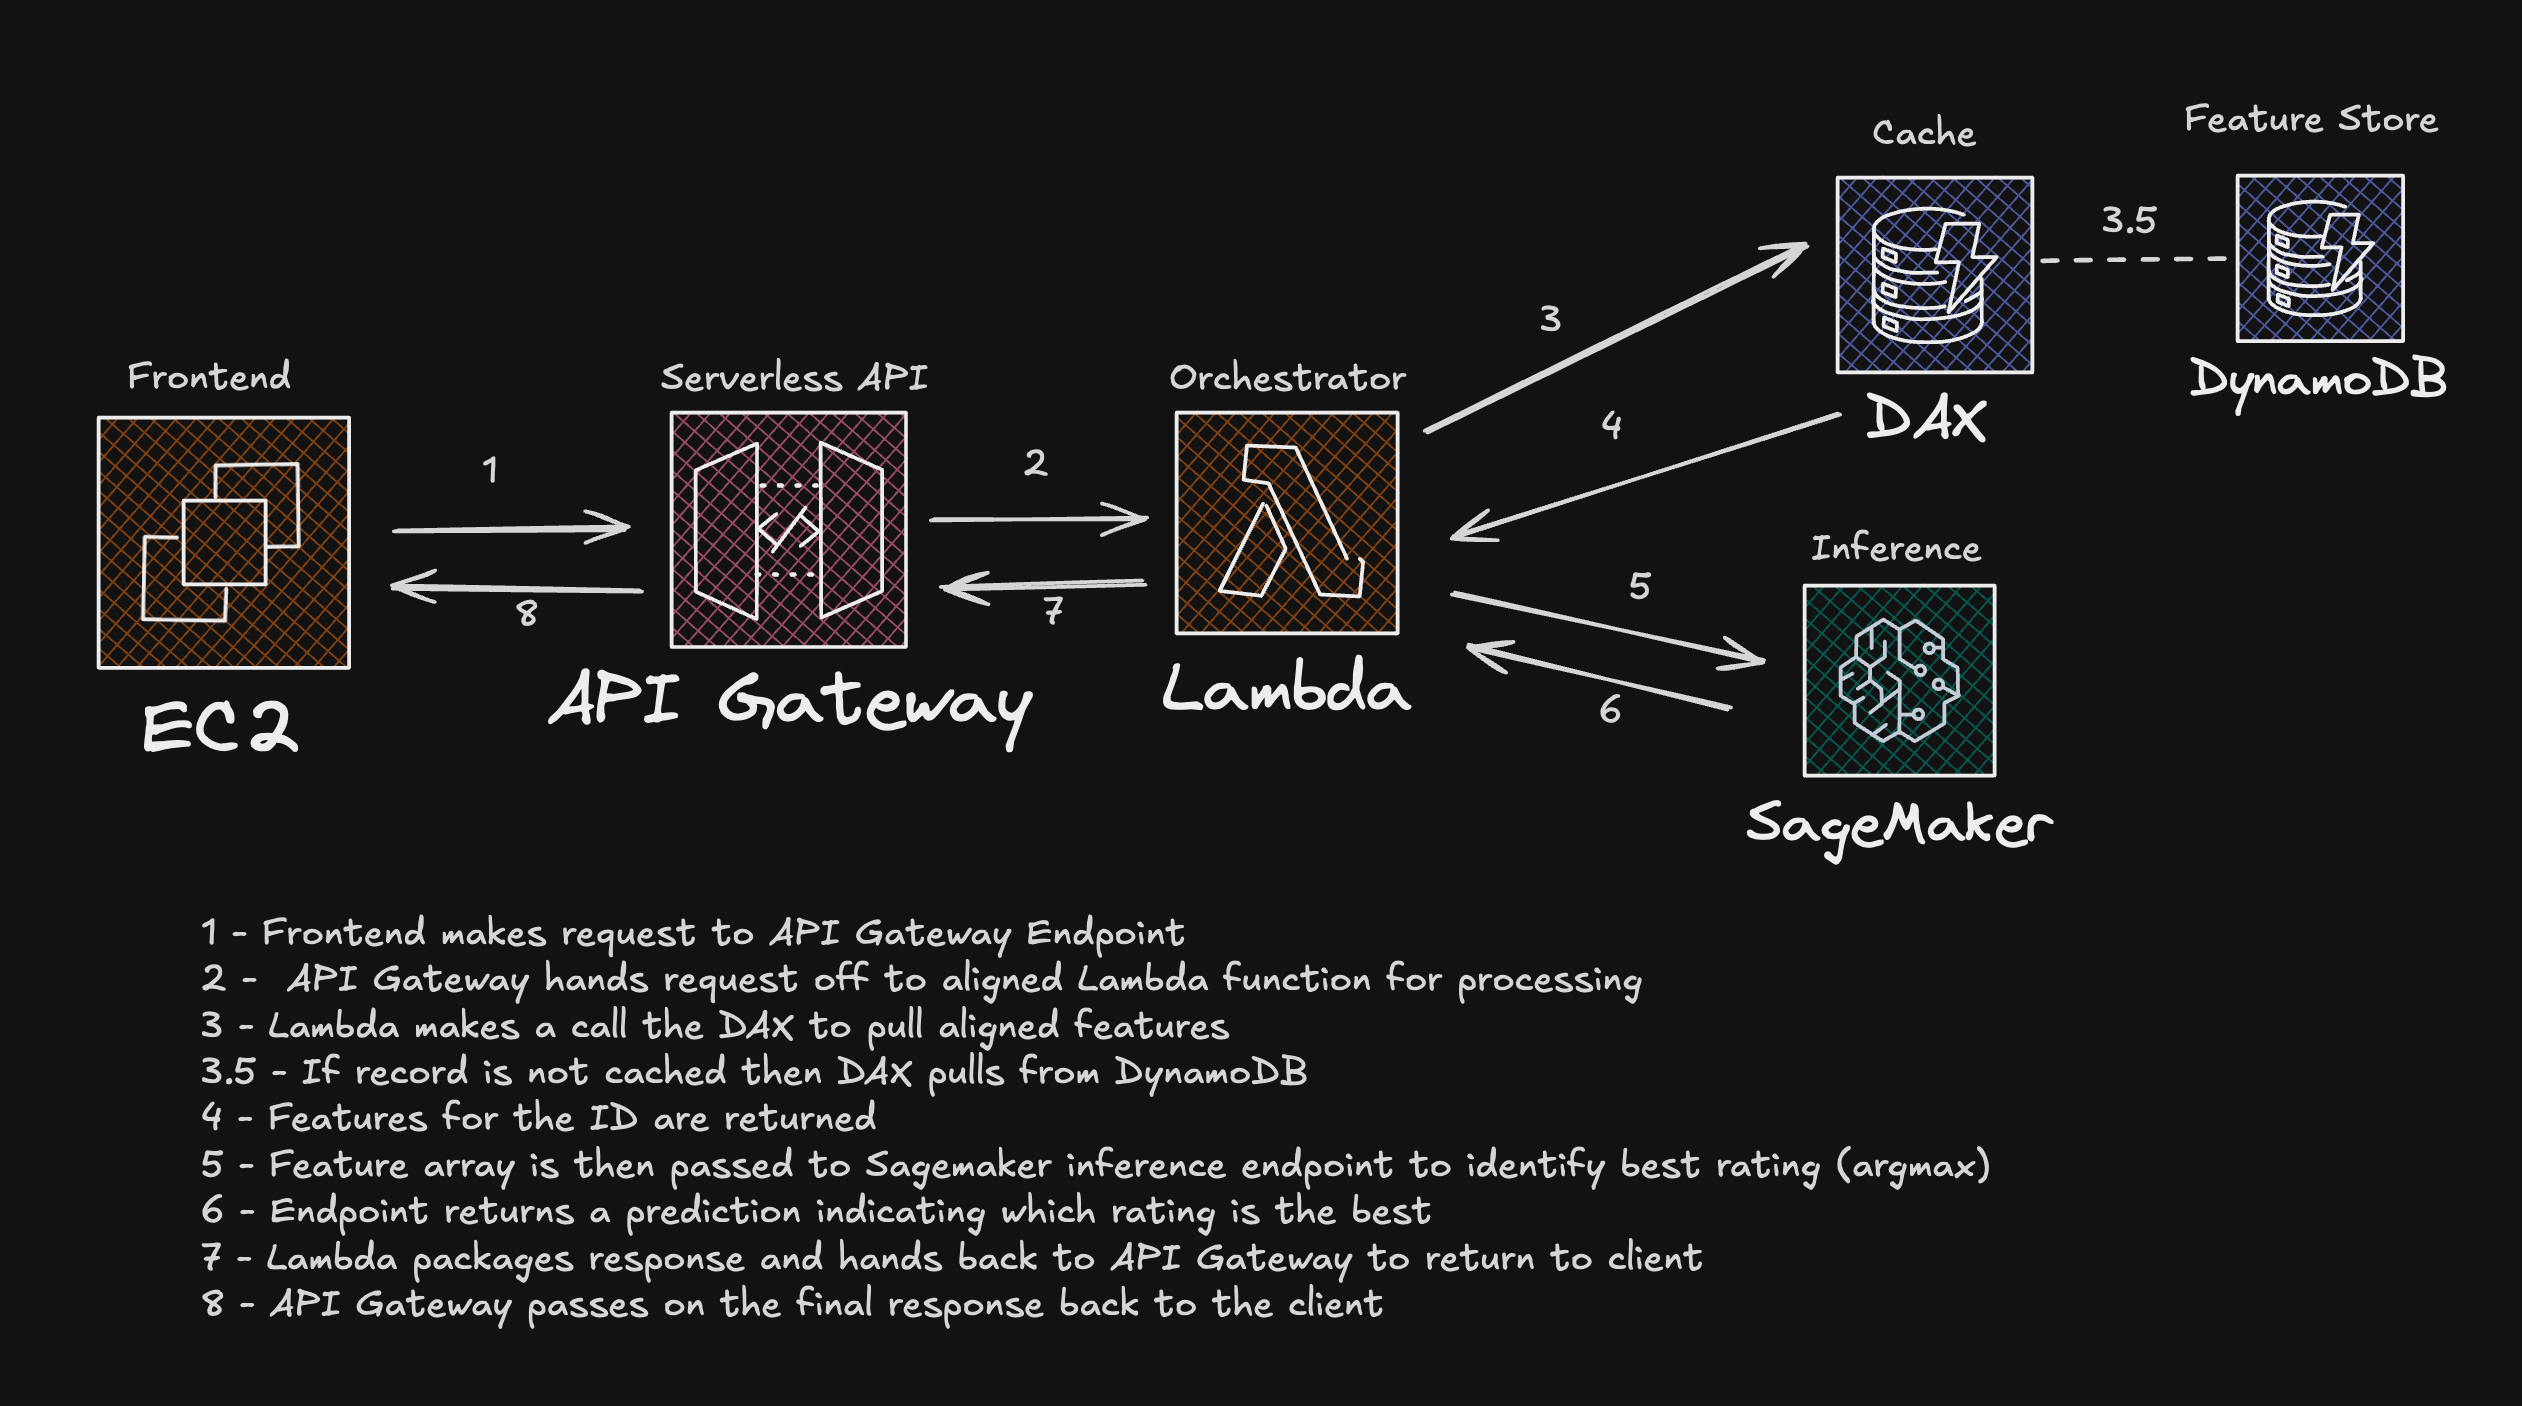 Feature Store
Cache
3.5
3
DynamoDB
Frontend
Serverless API
Orchestrator
DAX
4
1
2
Inference
5
8
7
6
EC2
API Gateway
Lambda
SageMaker
1 - Frontend makes request to API Gateway Endpoint
2 - API Gateway hands request off to aligned Lambda function for processing
3 - Lambda makes a call the DAX to pull aligned features
3.5 - If record is not cached then DAX pulls from DynamoDB
4 - Features for the ID are returned
5 - Feature array is then passed to Sagemaker inference endpoint to identify best rating (argmax)
6 - Endpoint returns a prediction indicating which rating is the best
7 - Lambda packages response and hands back to API Gateway to return to client
8 - API Gateway passes on the final response back to the client